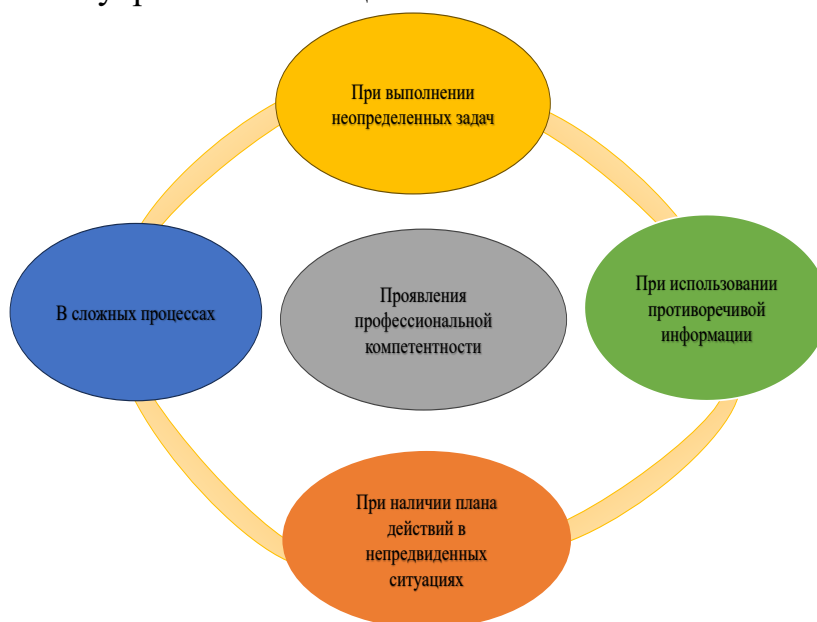 При выполнении
неопределенных задач
В сложных процессах
Проявления
профессиональной
компетентности
При использовании
противоречивой
информации
При наличии плана
действий в
непредвиденных
ситуациях